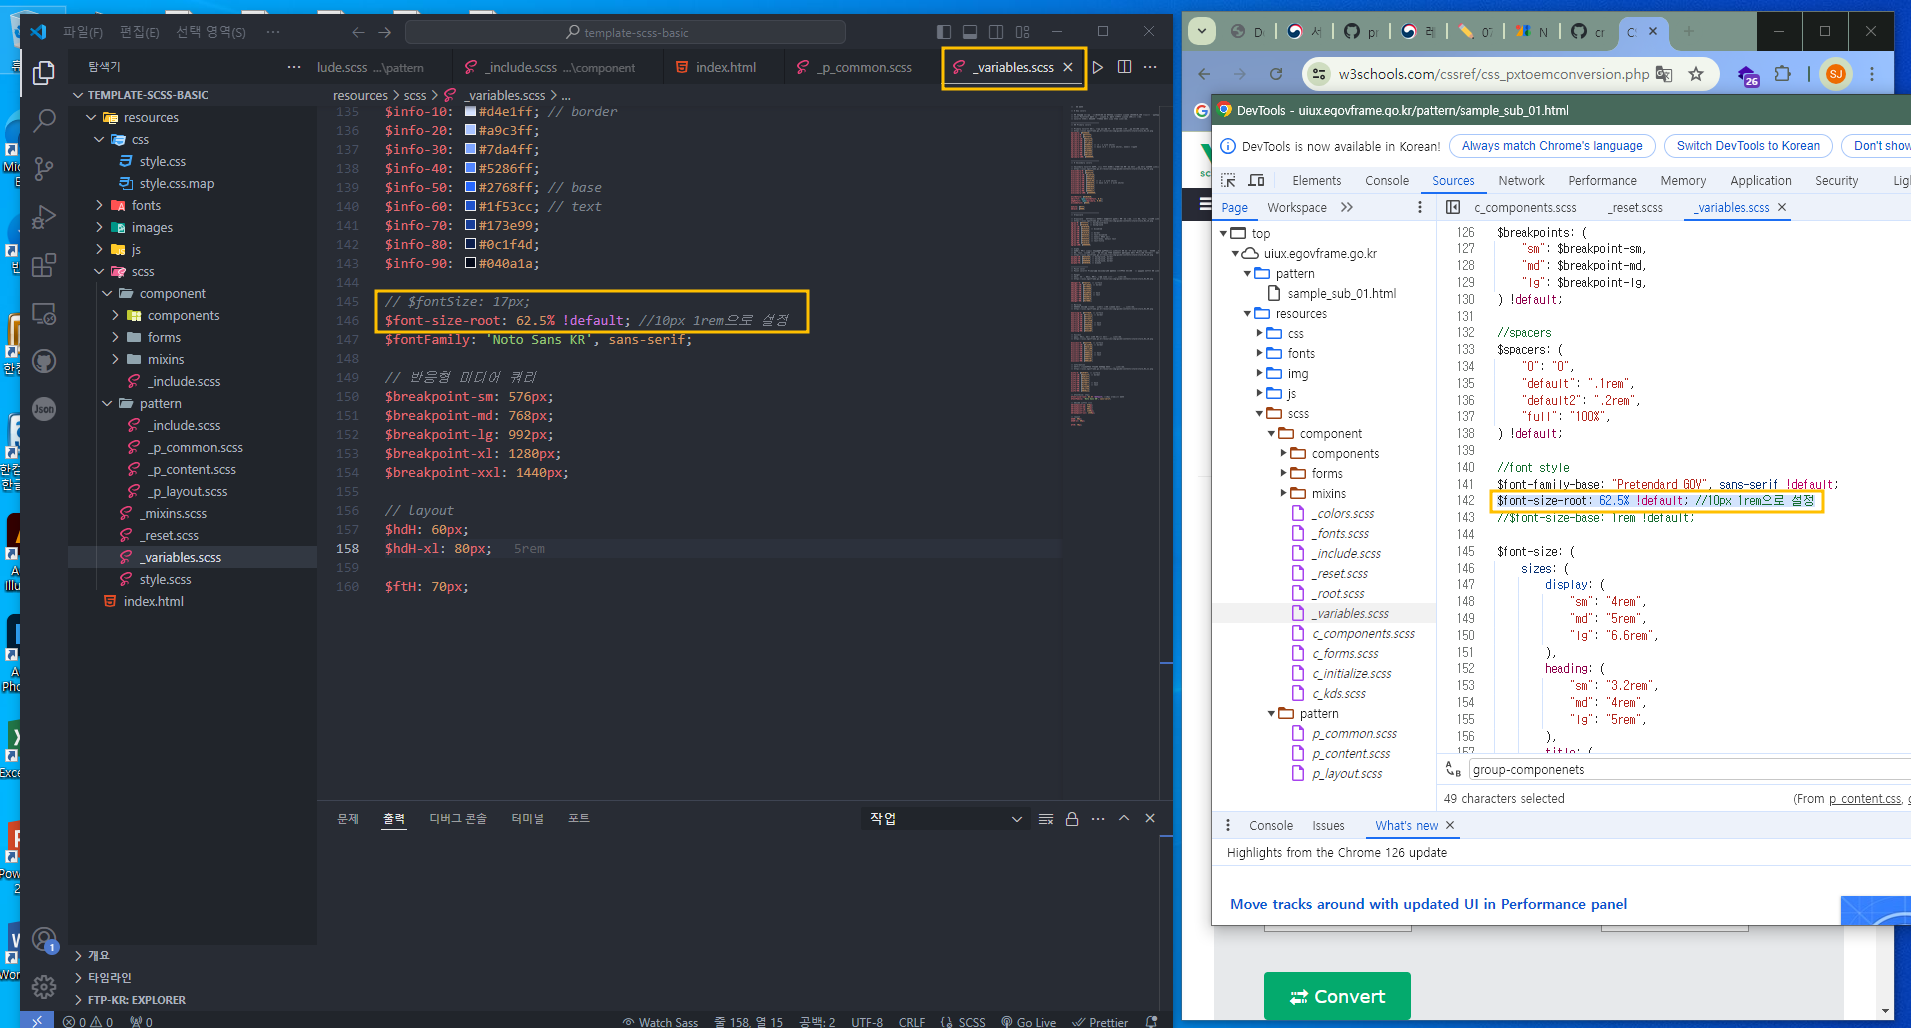 파일(F) 편집(E) 선택 영역(S) ···
template-scss-basic
탐색기 ···
lude.scss ...\pattern
_include.scss ...\component
index.html
_p_common.scss
_variables.scss
TEMPLATE-SCSS-BASIC
resources
css
style.css
style.css.map
fonts
images
js
scss
component
components
forms
mixins
_include.scss
pattern
_include.scss
_p_common.scss
_p_content.scss
_p_layout.scss
_mixins.scss
_reset.scss
_variables.scss
style.scss
index.html
개요
타임라인
FTP-KR: EXPLORER
resources > scss > _variables.scss > ...
135 $info-10: #d4e1ff; // border
136 $info-20: #a9c3ff;
137 $info-30: #7da4ff;
138 $info-40: #5286ff;
139 $info-50: #2768ff; // base
140 $info-60: #1f53cc; // text
141 $info-70: #173e99;
142 $info-80: #0c1f4d;
143 $info-90: #040a1a;
144
145 // $fontSize: 17px;
146 $font-size-root: 62.5% !default; //10px 1rem으로 설정
147 $fontFamily: 'Noto Sans KR', sans-serif;
148
149 // 반응형 미디어 쿼리
150 $breakpoint-sm: 576px;
151 $breakpoint-md: 768px;
152 $breakpoint-lg: 992px;
153 $breakpoint-xl: 1280px;
154 $breakpoint-xxl: 1440px;
155
156 // layout
157 $hdH: 60px;
158 $hdH-xl: 80px; 5rem
159
160 $ftH: 70px;
문제 출력 디버그 콘솔 터미널 포트
작업
Json
1
0 0 0
Watch Sass 줄 158, 열 15 공백: 2 UTF-8 CRLF {} SCSS Go Live Prettier
w3schools.com/cssref/css_pxtoemconversion.php
26
SJ
DevTools - uiux.egovframe.go.kr/pattern/sample_sub_01.html
DevTools is now available in Korean! Always match Chrome's language Switch DevTools to Korean Don't show
Elements Console Sources Network Performance Memory Application Security Ligh
Page Workspace
c_components.scss _reset.scss _variables.scss
top
uiux.egovframe.go.kr
pattern
sample_sub_01.html
resources
css
fonts
img
js
scss
component
components
forms
mixins
_colors.scss
_fonts.scss
_include.scss
_reset.scss
_root.scss
_variables.scss
c_components.scss
c_forms.scss
c_initialize.scss
c_kds.scss
pattern
p_common.scss
p_content.scss
p_layout.scss
126 $breakpoints: (
127 "sm": $breakpoint-sm,
128 "md": $breakpoint-md,
129 "lg": $breakpoint-lg,
130 ) !default;
131
132 //spacers
133 $spacers: (
134 "0": "0",
135 "default": ".1rem",
136 "default2": ".2rem",
137 "full": "100%",
138 ) !default;
139
140 //font style
141 $font-family-base: "Pretendard GOV", sans-serif !default;
142 $font-size-root: 62.5% !default; //10px 1rem으로 설정
143 //$font-size-base: 1rem !default;
144
145 $font-size: (
146 sizes: (
147 display: (
148 "sm": "4rem",
149 "md": "5rem",
150 "lg": "6.6rem",
151 ),
152 heading: (
153 "sm": "3.2rem",
154 "md": "4rem",
155 "lg": "5rem",
156 ),
157 title: (
group-componenets
49 characters selected
(From p_content.css,
Console Issues What's new
Highlights from the Chrome 126 update
Move tracks around with updated UI in Performance panel
Convert